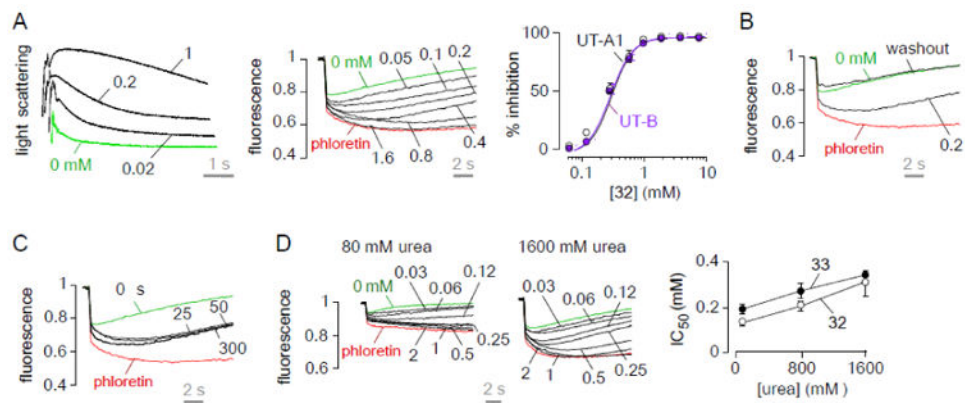 A
light scattering
1
0.2
0 mM
0.02
1 s
fluorescence
1
0.8
0.6
0.4
0 mM
0.05
0.1
0.2
phloretin
1.6
0.8
0.4
2 s
% inhibition
100
50
0
UT-A1
UT-B
0.1
1
10
[32] (mM)
B
fluorescence
1
0.8
0.6
0.4
0 mM
washout
phloretin
0.2
2 s
C
fluorescence
1
0.8
0.6
0.4
0 s
25
50
300
phloretin
2 s
D
80 mM urea
fluorescence
1
0.8
0.6
0 mM
0.03
0.06
0.12
0.25
phloretin
2
1
0.5
2 s
1600 mM urea
0.03
0.06
0.12
2
1
0.5
0.25
IC50 (mM)
0.4
0.2
0
33
32
0
800
1600
[urea] (mM )